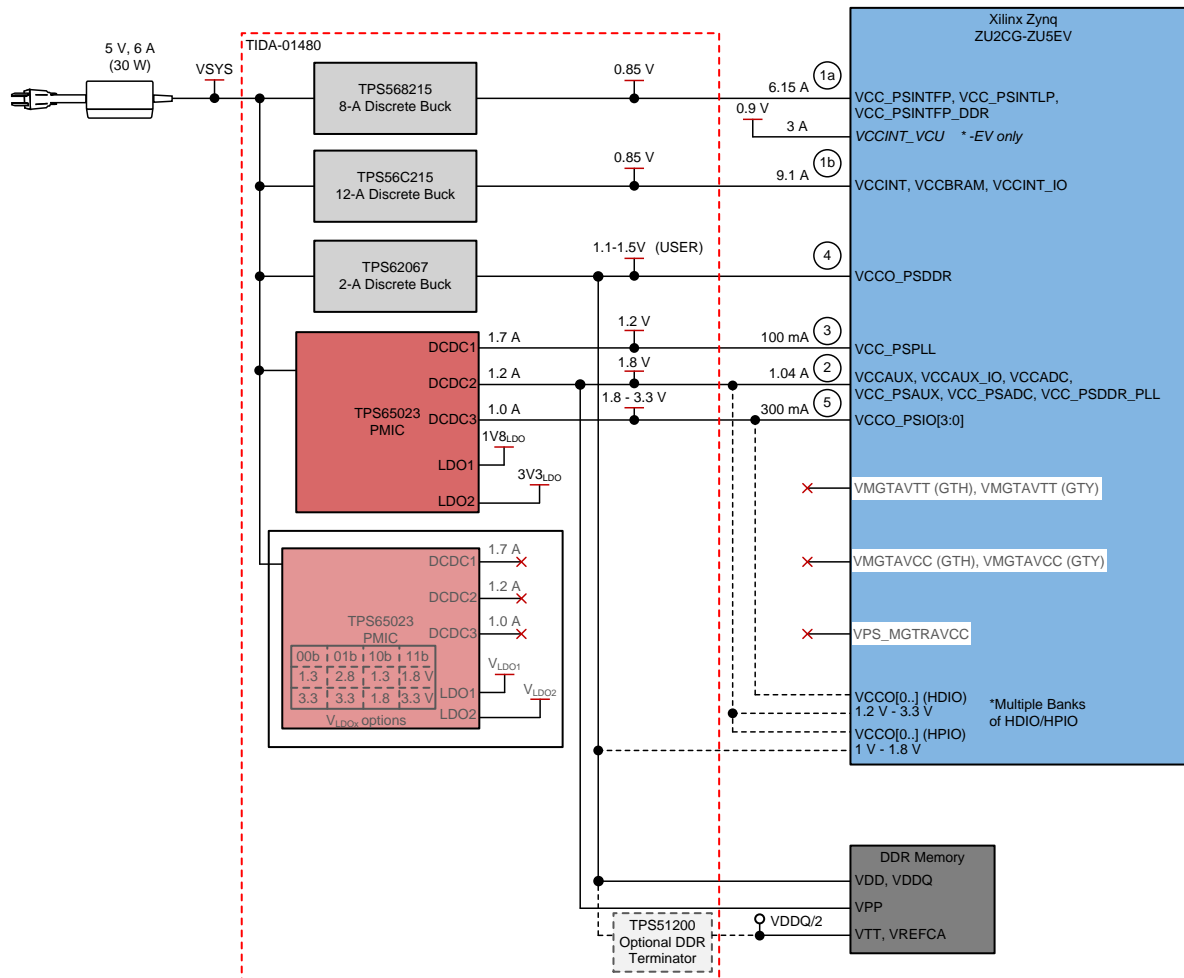 Xilinx Zynq
ZU2CG-ZU5EV
5 V, 6 A
(30 W)
VSYS
TIDA-01480
TPS568215
8-A Discrete Buck
0.85 V
6.15 A
1a
VCC_PSINTFP, VCC_PSINTLP,
VCC_PSINTFP_DDR
0.9 V
3 A
VCCINT_VCU * -EV only
TPS56C215
12-A Discrete Buck
0.85 V
9.1 A
1b
VCCINT, VCCBRAM, VCCINT_IO
TPS62067
2-A Discrete Buck
1.1-1.5V (USER)
4
VCCO_PSDDR
TPS65023
PMIC
DCDC1
1.7 A
1.2 V
100 mA
3
VCC_PSPLL
DCDC2
1.2 A
1.8 V
1.04 A
2
VCCAUX, VCCAUX_IO, VCCADC,
VCC_PSAUX, VCC_PSADC, VCC_PSDDR_PLL
DCDC3
1.0 A
1.8 - 3.3 V
300 mA
5
VCCO_PSIO[3:0]
LDO1
1V8LDO
LDO2
3V3LDO
VMGTAVTT (GTH), VMGTAVTT (GTY)
VMGTAVCC (GTH), VMGTAVCC (GTY)
VPS_MGTRAVCC
DCDC1
1.7 A
DCDC2
1.2 A
DCDC3
1.0 A
TPS65023
PMIC
00b 01b 10b 11b
1.3 2.8 1.3 1.8 V
3.3 3.3 1.8 3.3 V
VLDOx options
LDO1
VLDO1
LDO2
VLDO2
VCCO[0..] (HDIO)
1.2 V - 3.3 V
VCCO[0..] (HPIO)
1 V - 1.8 V
*Multiple Banks
of HDIO/HPIO
DDR Memory
VDD, VDDQ
VPP
VTT, VREFCA
VDDQ/2
TPS51200
Optional DDR
Terminator